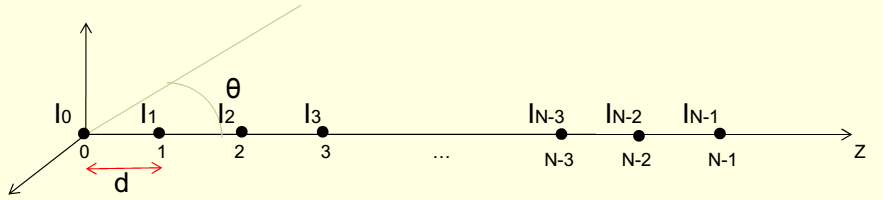 θ
I0 I1 I2 I3 IN-3 IN-2 IN-1
0 1 2 3 ... N-3 N-2 N-1 Z
d